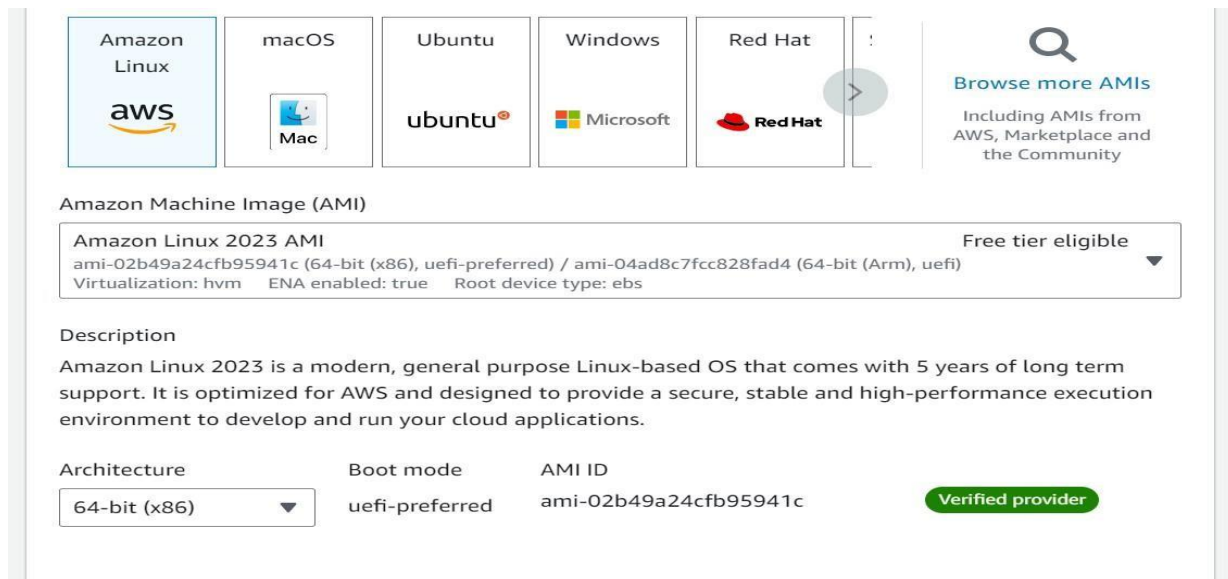 Amazon
Linux
macOS
Ubuntu
Windows
Red Hat
aws
Mac
ubuntu
Microsoft
Red Hat
Browse more AMIs
Including AMIs from
AWS, Marketplace and
the Community
Amazon Machine Image (AMI)
Amazon Linux 2023 AMI
Free tier eligible
ami-02b49a24cfb95941c (64-bit (x86), uefi-preferred) / ami-04ad8c7fcc828fad4 (64-bit (Arm), uefi)
Virtualization: hvm ENA enabled: true Root device type: ebs
Description
Amazon Linux 2023 is a modern, general purpose Linux-based OS that comes with 5 years of long term
support. It is optimized for AWS and designed to provide a secure, stable and high-performance execution
environment to develop and run your cloud applications.
Architecture
Boot mode
AMI ID
64-bit (x86)
uefi-preferred
ami-02b49a24cfb95941c
Verified provider